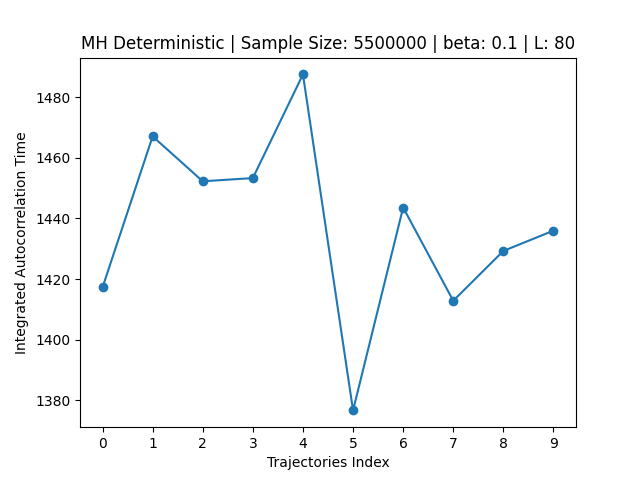 MH Deterministic | Sample Size: 5500000 | beta: 0.1 | L: 80
Integrated Autocorrelation Time
1480
1460
1440
1420
1400
1380
0 1 2 3 4 5 6 7 8 9
Trajectories Index